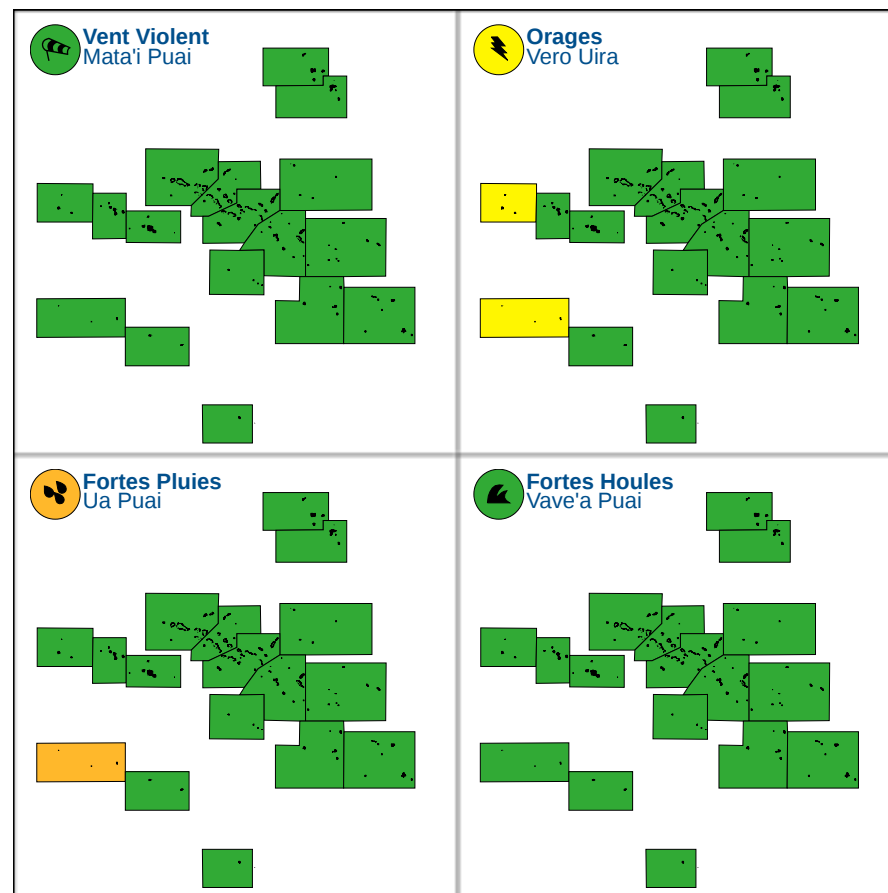 Vent Violent
Mata'i Puai
Orages
Vero Uira
Fortes Pluies
Ua Puai
Fortes Houles
Vave'a Puai